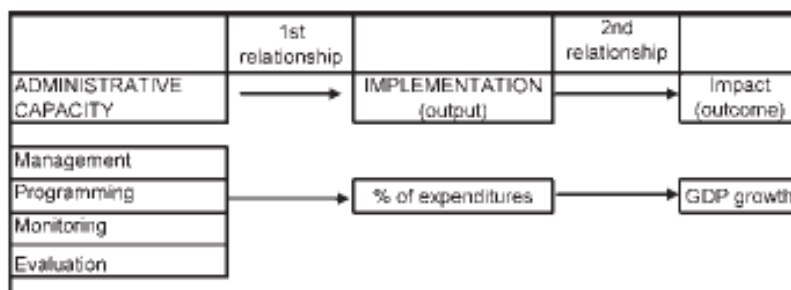 1st
relationship
2nd
relationship
ADMINISTRATIVE
CAPACITY
IMPLEMENTATION
(output)
Impact
(outcome)
Management
Programming
Monitoring
Evaluation
% of expenditures
GDP growth